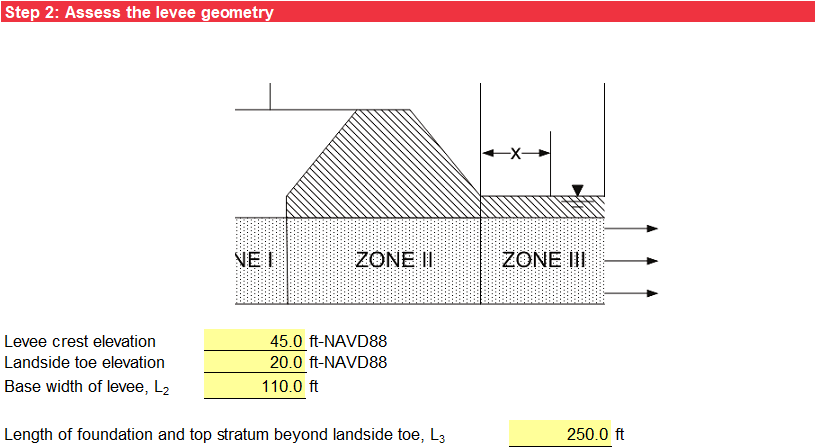 Step 2: Assess the levee geometry
X
NE I
ZONE II
ZONE III
Levee crest elevation 45.0 ft-NAVD88
Landside toe elevation 20.0 ft-NAVD88
Base width of levee, L2 110.0 ft
Length of foundation and top stratum beyond landside toe, L3 250.0 ft